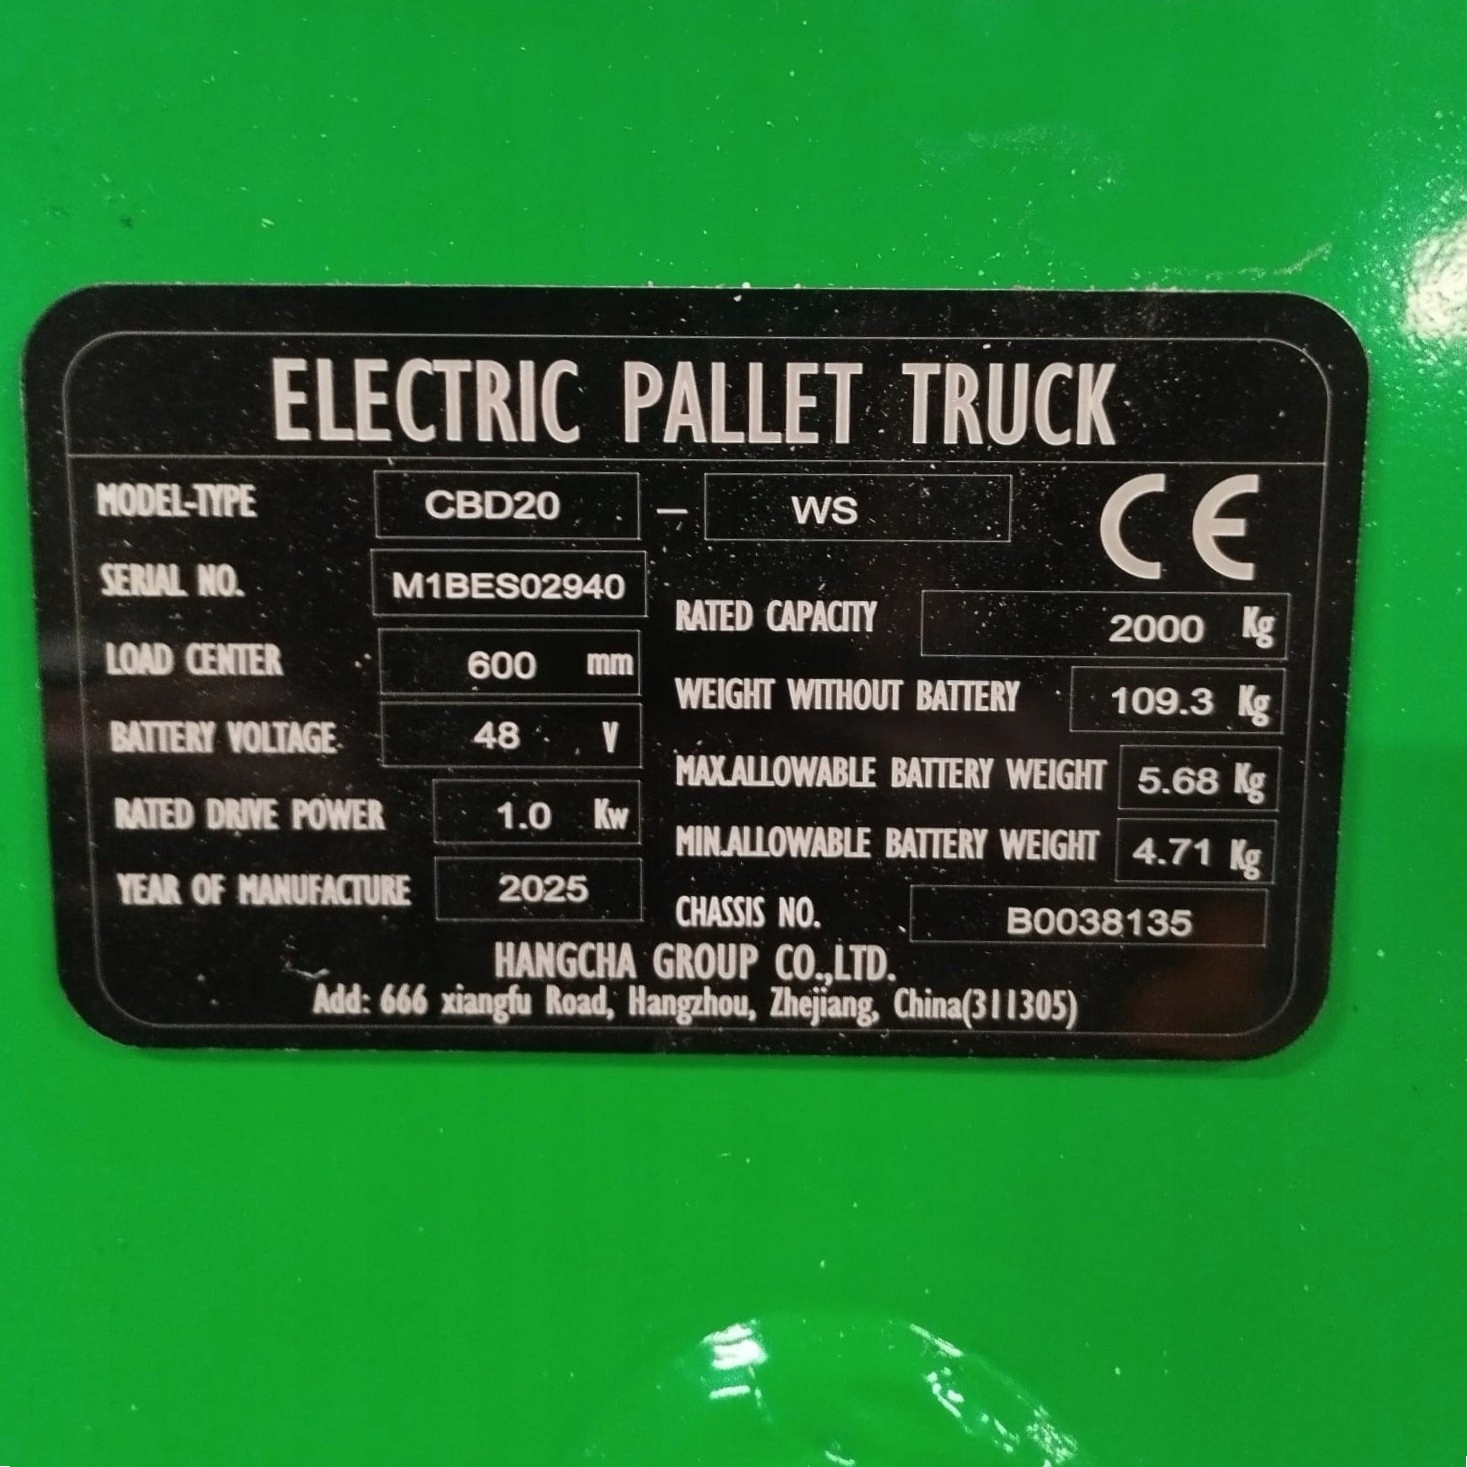 ELECTRIC PALLET TRUCK
MODEL-TYPE CBD20 – WS CE
SERIAL NO. M1BES02940
RATED CAPACITY 2000 Kg
LOAD CENTER 600 mm
WEIGHT WITHOUT BATTERY 109.3 Kg
BATTERY VOLTAGE 48 V
MAX.ALLOWABLE BATTERY WEIGHT 5.68 Kg
RATED DRIVE POWER 1.0 Kw
MIN.ALLOWABLE BATTERY WEIGHT 4.71 Kg
YEAR OF MANUFACTURE 2025
CHASSIS NO. B0038135
HANGCHA GROUP CO.,LTD.
Add: 666 xiangfu Road, Hangzhou, Zhejiang, China(311305)